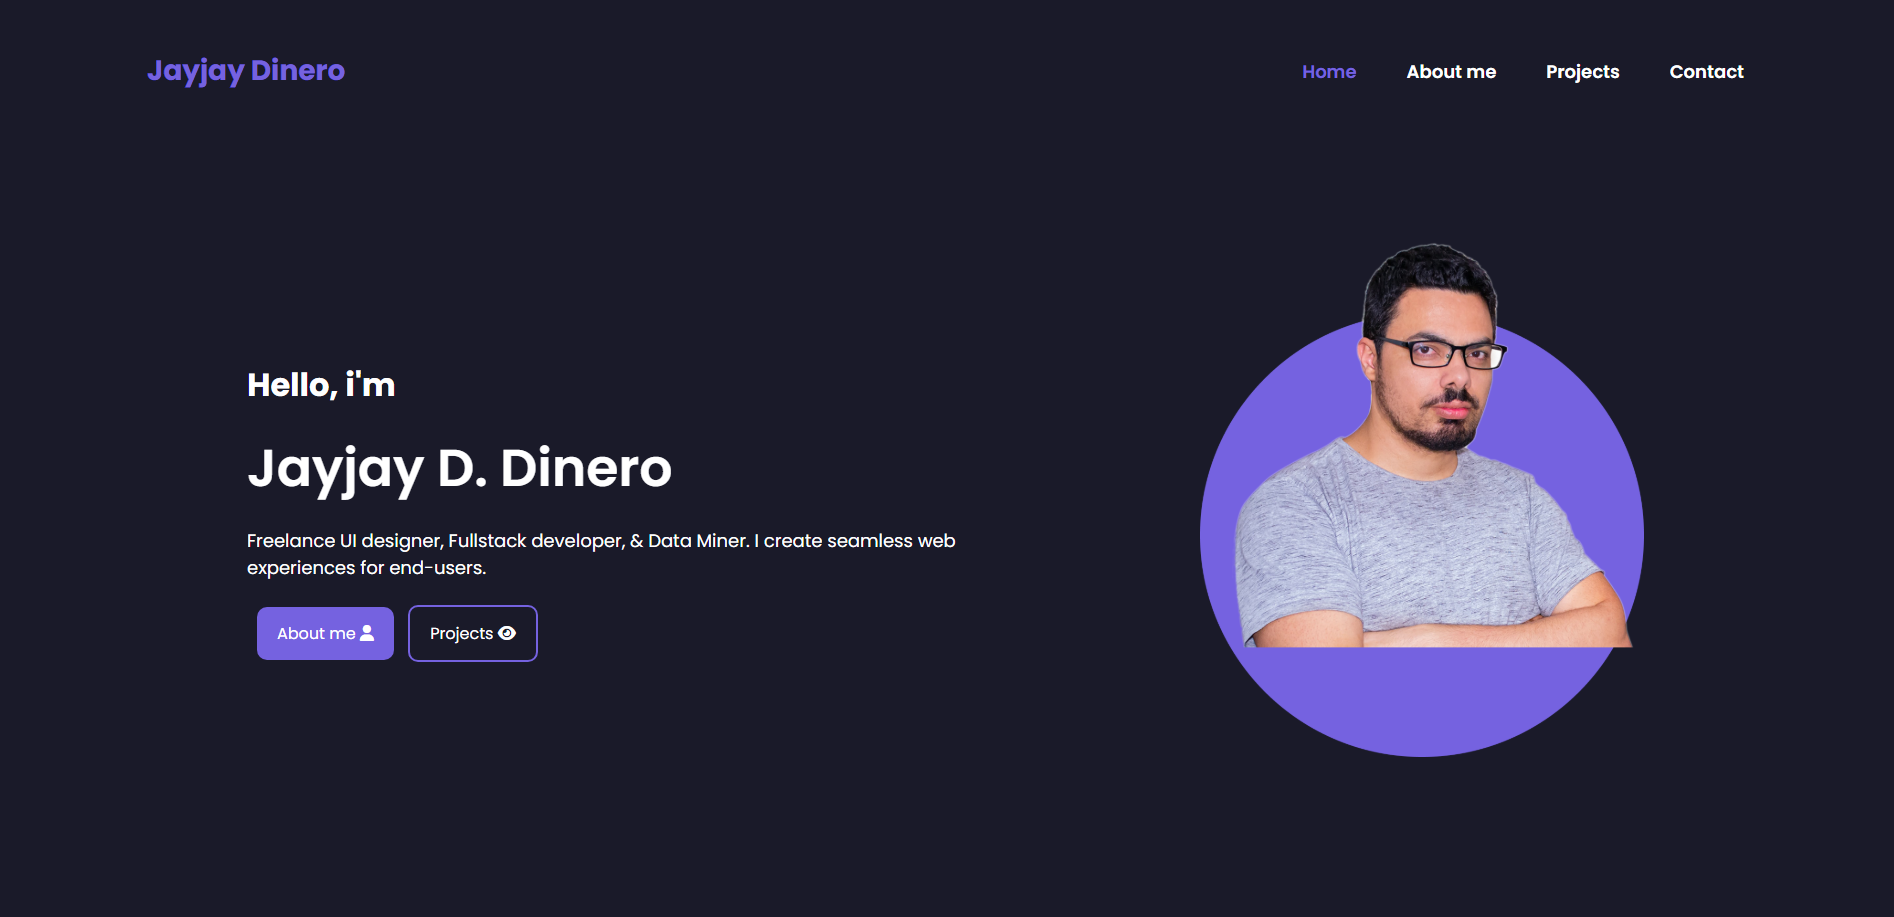 Jayjay Dinero
Home
About me
Projects
Contact
Hello, i'm
Jayjay D. Dinero
Freelance UI designer, Fullstack developer, & Data Miner. I create seamless web
experiences for end-users.
About me
Projects